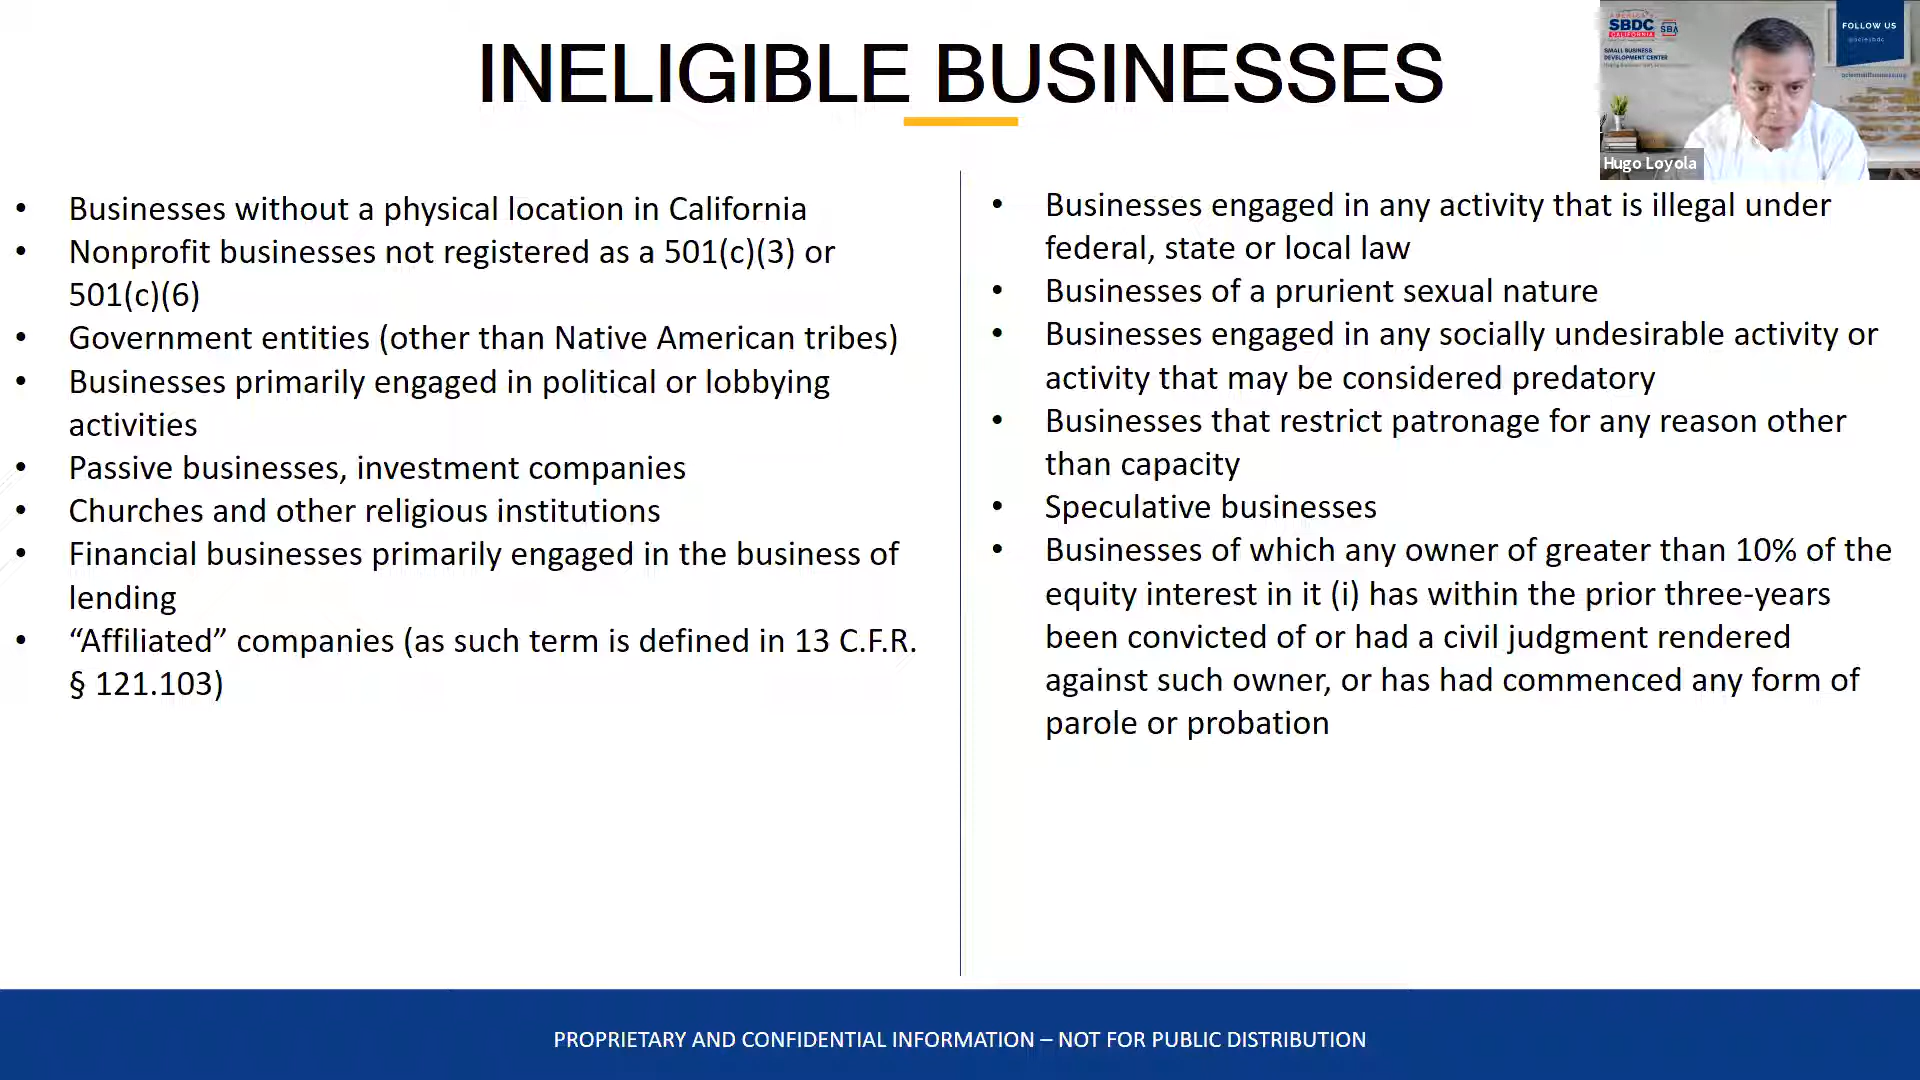 INELIGIBLE BUSINESSES
AMERICA'S
SBDC
CALIFORNIA
SBA
SMALL BUSINESS
DEVELOPMENT CENTER
FOLLOW US
Hugo Loyola
• Businesses without a physical location in California
• Nonprofit businesses not registered as a 501(c)(3) or
501(c)(6)
• Government entities (other than Native American tribes)
• Businesses primarily engaged in political or lobbying
activities
• Passive businesses, investment companies
• Churches and other religious institutions
• Financial businesses primarily engaged in the business of
lending
• “Affiliated” companies (as such term is defined in 13 C.F.R.
§ 121.103)
• Businesses engaged in any activity that is illegal under
federal, state or local law
• Businesses of a prurient sexual nature
• Businesses engaged in any socially undesirable activity or
activity that may be considered predatory
• Businesses that restrict patronage for any reason other
than capacity
• Speculative businesses
• Businesses of which any owner of greater than 10% of the
equity interest in it (i) has within the prior three-years
been convicted of or had a civil judgment rendered
against such owner, or has had commenced any form of
parole or probation
PROPRIETARY AND CONFIDENTIAL INFORMATION – NOT FOR PUBLIC DISTRIBUTION